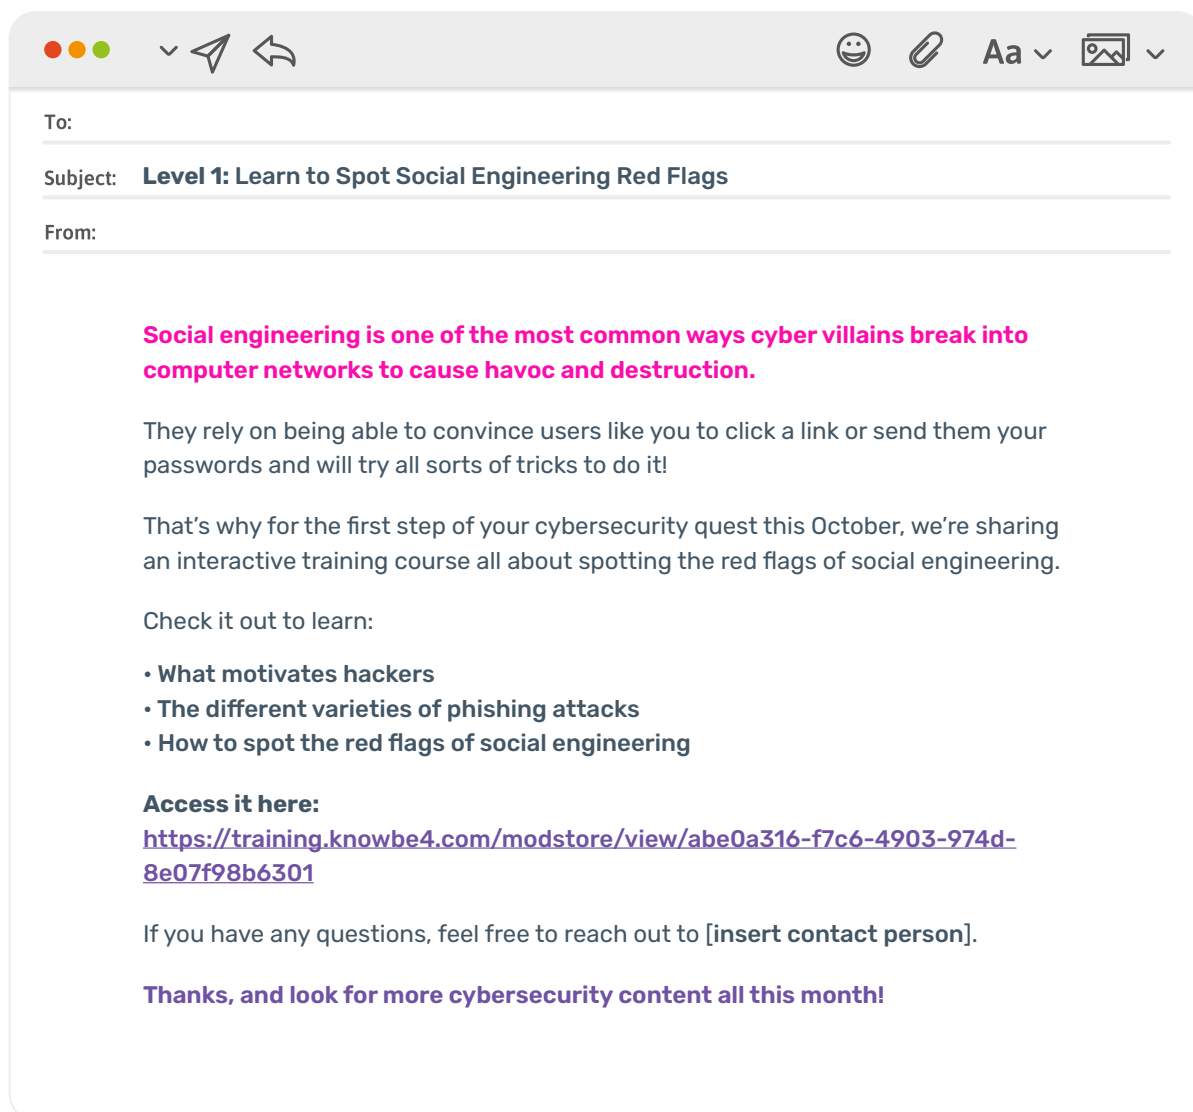 Aa
To:
Subject: Level 1: Learn to Spot Social Engineering Red Flags
From:
Social engineering is one of the most common ways cyber villains break into
computer networks to cause havoc and destruction.
They rely on being able to convince users like you to click a link or send them your
passwords and will try all sorts of tricks to do it!
That’s why for the first step of your cybersecurity quest this October, we’re sharing
an interactive training course all about spotting the red flags of social engineering.
Check it out to learn:
• What motivates hackers
• The different varieties of phishing attacks
• How to spot the red flags of social engineering
Access it here:
https://training.knowbe4.com/modstore/view/abe0a316-f7c6-4903-974d-
8e07f98b6301
If you have any questions, feel free to reach out to [insert contact person].
Thanks, and look for more cybersecurity content all this month!